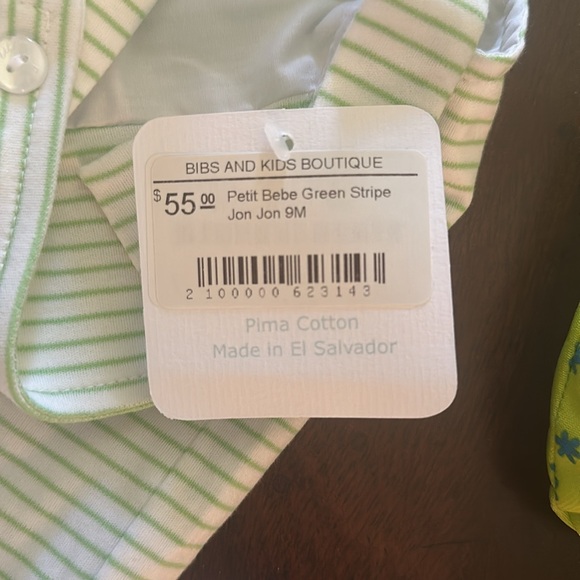 BIBS AND KIDS BOUTIQUE
$55.00 Petit Bebe Green Stripe
Jon Jon 9M
2 100000 623143
Pima Cotton
Made in El Salvador